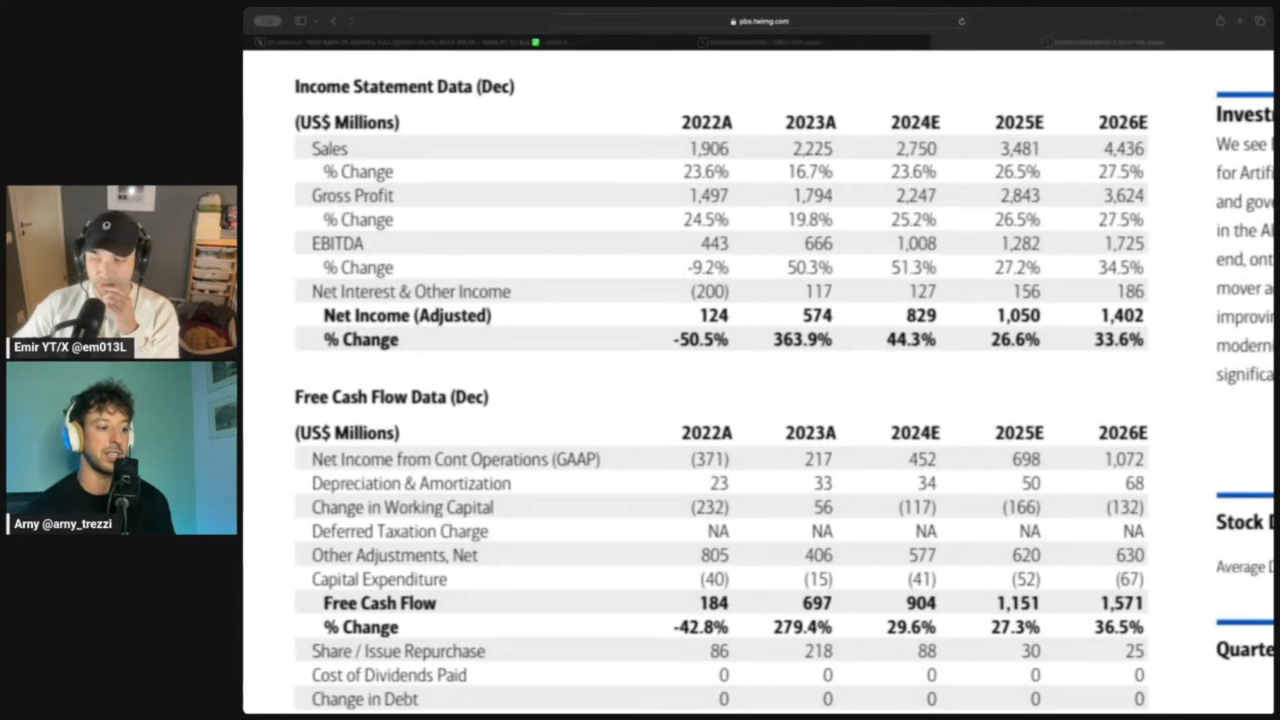 pbs.twimg.com
Income Statement Data (Dec)
(US$ Millions) 2022A 2023A 2024E 2025E 2026E
Sales 1,906 2,225 2,750 3,481 4,436
% Change 23.6% 16.7% 23.6% 26.5% 27.5%
Gross Profit 1,497 1,794 2,247 2,843 3,624
% Change 24.5% 19.8% 25.2% 26.5% 27.5%
EBITDA 443 666 1,008 1,282 1,725
% Change -9.2% 50.3% 51.3% 27.2% 34.5%
Net Interest & Other Income (200) 117 127 156 186
Net Income (Adjusted) 124 574 829 1,050 1,402
% Change -50.5% 363.9% 44.3% 26.6% 33.6%
Free Cash Flow Data (Dec)
(US$ Millions) 2022A 2023A 2024E 2025E 2026E
Net Income from Cont Operations (GAAP) (371) 217 452 698 1,072
Depreciation & Amortization 23 33 34 50 68
Change in Working Capital (232) 56 (117) (166) (132)
Deferred Taxation Charge NA NA NA NA NA
Other Adjustments, Net 805 406 577 620 630
Capital Expenditure (40) (15) (41) (52) (67)
Free Cash Flow 184 697 904 1,151 1,571
% Change -42.8% 279.4% 29.6% 27.3% 36.5%
Share / Issue Repurchase 86 218 88 30 25
Cost of Dividends Paid 0 0 0 0 0
Change in Debt 0 0 0 0 0
Invest
We see
for Artifi
and gove
in the AI
end, ont
mover a
improvin
moderni
significa
Stock D
Average D
Quarte
Emir YT/X @em013L
Arny @arny_trezzi